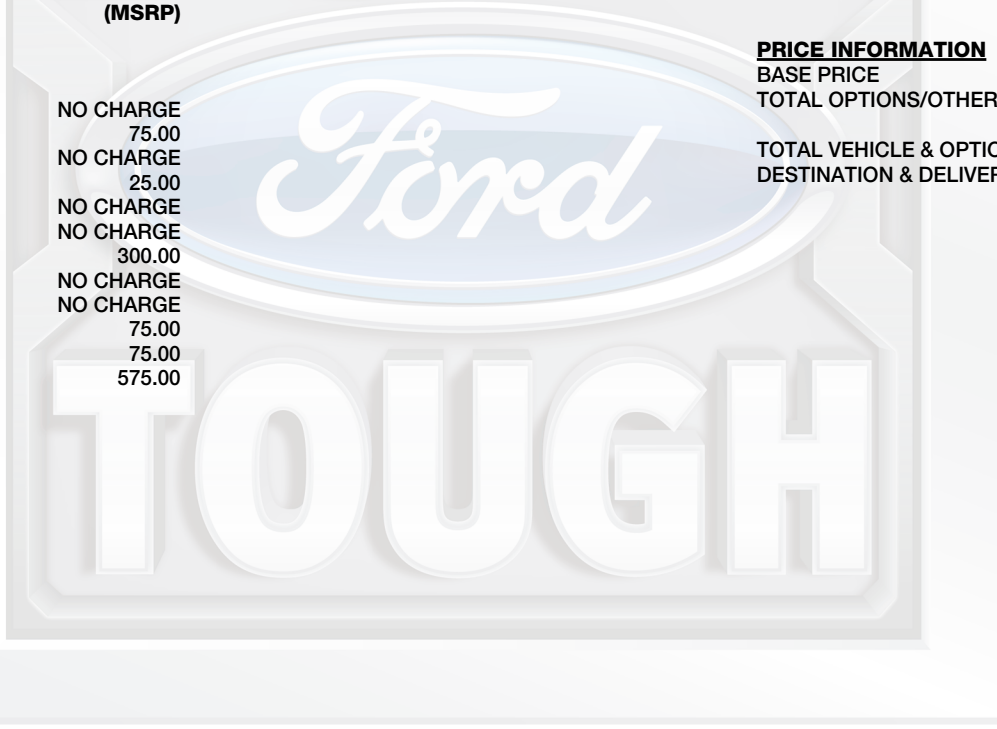 (MSRP)
NO CHARGE
75.00
NO CHARGE
25.00
NO CHARGE
NO CHARGE
300.00
NO CHARGE
NO CHARGE
75.00
75.00
575.00
PRICE INFORMATION
BASE PRICE
TOTAL OPTIONS/OTHER
TOTAL VEHICLE & OPTIO
DESTINATION & DELIVER
Ford
TOUGH